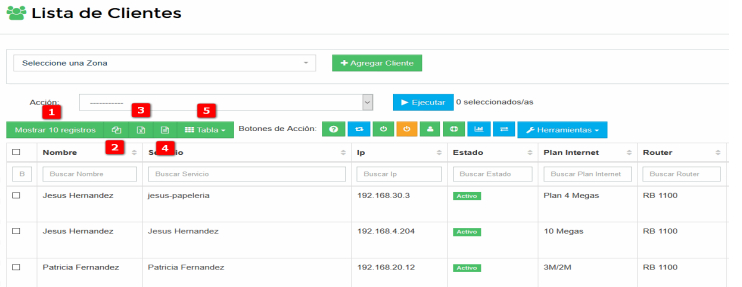 Lista de Clientes
Seleccione una Zona
+ Agregar Cliente
Acción: ----------- Ejecutar 0 seleccionados/as
1 3 5
Mostrar 10 registros Tabla Botones de Acción: Herramientas
2 4
Nombre Servicio Ip Estado Plan Internet Router
B Buscar Nombre Buscar Servicio Buscar Ip Buscar Estado Buscar Plan Internet Buscar Router
Jesus Hernandez jesus-papeleria 192.168.30.3 Activo Plan 4 Megas RB 1100
Jesus Hernandez Jesus Hernandez 192.168.4.204 Activo 10 Megas RB 1100
Patricia Fernandez Patricia Fernandez 192.168.20.12 Activo 3M/2M RB 1100